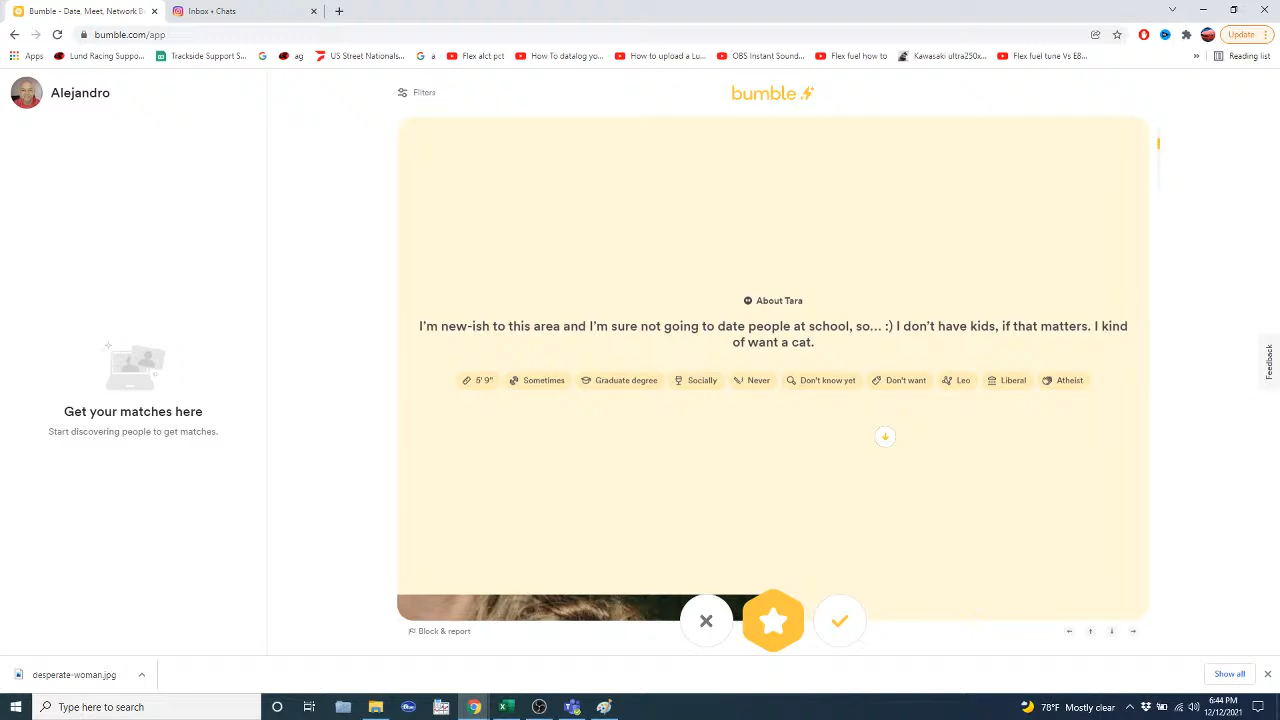 Bumble - Date, Meet, Network Be
Inbox • Chats
bumble.com/app
Update
Apps
Lund Racing Suppo...
Tracktuned Support S...
ag
US Street Nationals...
a
Flex alct pct
How To datalog yo...
How to upload a Lu...
OBS Instant Sound...
Flex fuel how to
Kawasaki ultra250x...
Flex fuel tune Vs E8...
»
Reading list
Alejandro
Filters
bumble
About Tara
I'm new-ish to this area and I'm sure not going to date people at school, so... :) I don't have kids, if that matters. I kind
of want a cat.
5' 9"
Sometimes
Graduate degree
Socially
Never
Don't know yet
Don't want
Leo
Liberal
Atheist
Feedback
Get your matches here
Start discovering people to get matches.
Block & report
desperate-woman.jpg
Show all
Type here to search
78°F Mostly clear
6:44 PM
12/12/2021